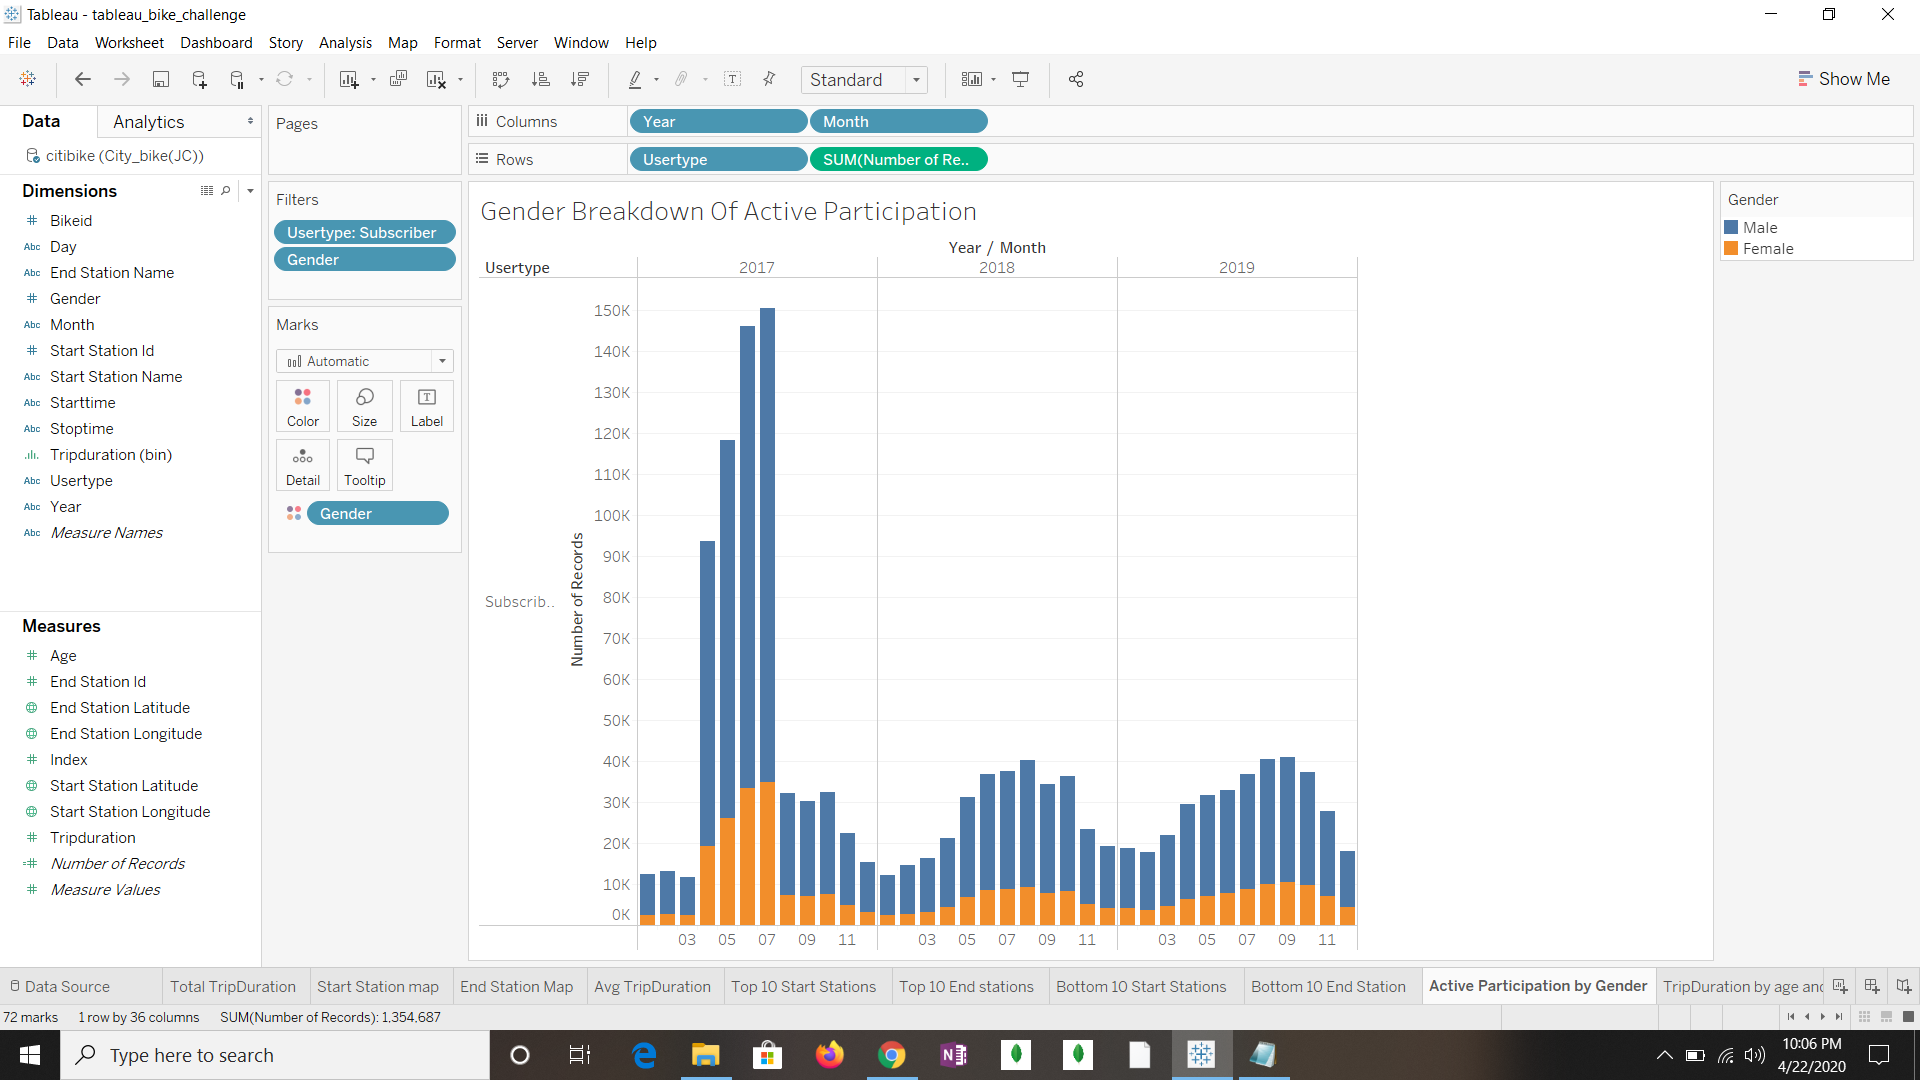 Tableau - tableau_bike_challenge
File Data Worksheet Dashboard Story Analysis Map Format Server Window Help
Standard
Show Me
Data Analytics
citibike (City_bike(JC))
Dimensions
# Bikeid
Abc Day
Abc End Station Name
# Gender
Abc Month
# Start Station Id
Abc Start Station Name
Abc Starttime
Abc Stoptime
Tripduration (bin)
Abc Usertype
Abc Year
Abc Measure Names
Measures
# Age
# End Station Id
End Station Latitude
End Station Longitude
# Index
Start Station Latitude
Start Station Longitude
# Tripduration
=# Number of Records
# Measure Values
Pages
Filters
Usertype: Subscriber
Gender
Marks
Automatic
Color Size Label
Detail Tooltip
Gender
Columns Year Month
Rows Usertype SUM(Number of Re..
Gender Breakdown Of Active Participation
Year / Month
Usertype 2017 2018 2019
150K
140K
130K
120K
110K
100K
90K
80K
70K
60K
50K
40K
30K
20K
10K
0K
Number of Records
Subscrib..
03 05 07 09 11 03 05 07 09 11 03 05 07 09 11
Gender
Male
Female
Data Source Total TripDuration Start Station map End Station Map Avg TripDuration Top 10 Start Stations Top 10 End stations Bottom 10 Start Stations Bottom 10 End Station Active Participation by Gender TripDuration by age and
72 marks 1 row by 36 columns SUM(Number of Records): 1,354,687
Type here to search
10:06 PM
4/22/2020